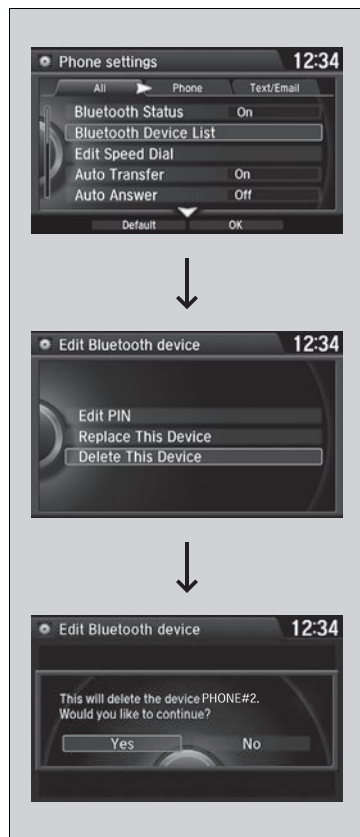 Phone settings 12:34
All Phone Text/Email
Bluetooth Status On
Bluetooth Device List
Edit Speed Dial
Auto Transfer On
Auto Answer Off
Default OK
Edit Bluetooth device 12:34
Edit PIN
Replace This Device
Delete This Device
Edit Bluetooth device 12:34
This will delete the device PHONE#2.
Would you like to continue?
Yes No